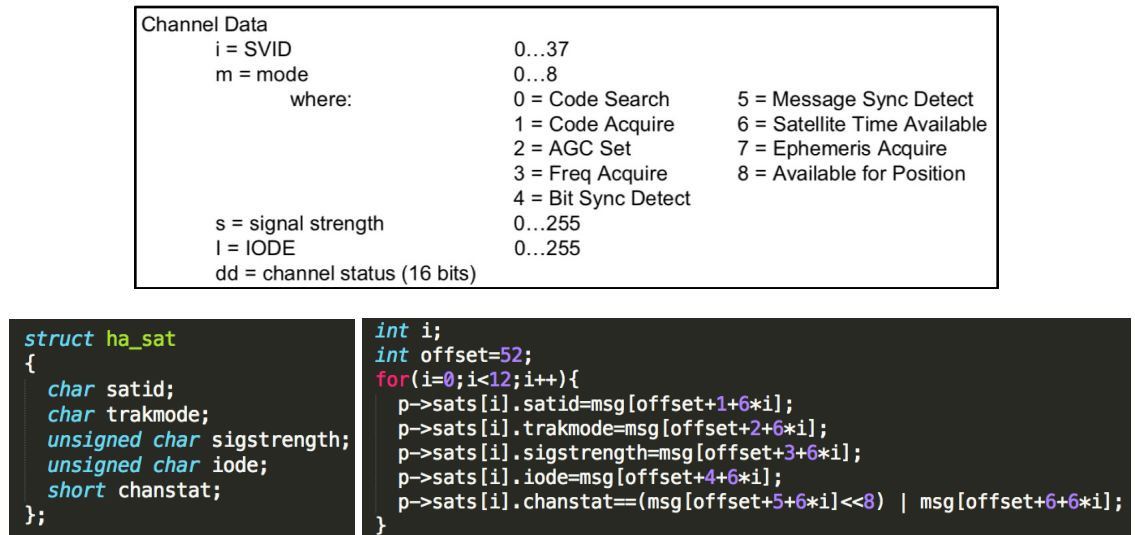 Channel Data
i = SVID 0...37
m = mode 0...8
where: 0 = Code Search 5 = Message Sync Detect
1 = Code Acquire 6 = Satellite Time Available
2 = AGC Set 7 = Ephemeris Acquire
3 = Freq Acquire 8 = Available for Position
4 = Bit Sync Detect
s = signal strength 0...255
I = IODE 0...255
dd = channel status (16 bits)
struct ha_sat
{
char satid;
char trakmode;
unsigned char sigstrength;
unsigned char iode;
short chanstat;
};
int i;
int offset=52;
for(i=0;i<12;i++){
p->sats[i].satid=msg[offset+1+6*i];
p->sats[i].trakmode=msg[offset+2+6*i];
p->sats[i].sigstrength=msg[offset+3+6*i];
p->sats[i].iode=msg[offset+4+6*i];
p->sats[i].chanstat==(msg[offset+5+6*i]<<8) | msg[offset+6+6*i];
}